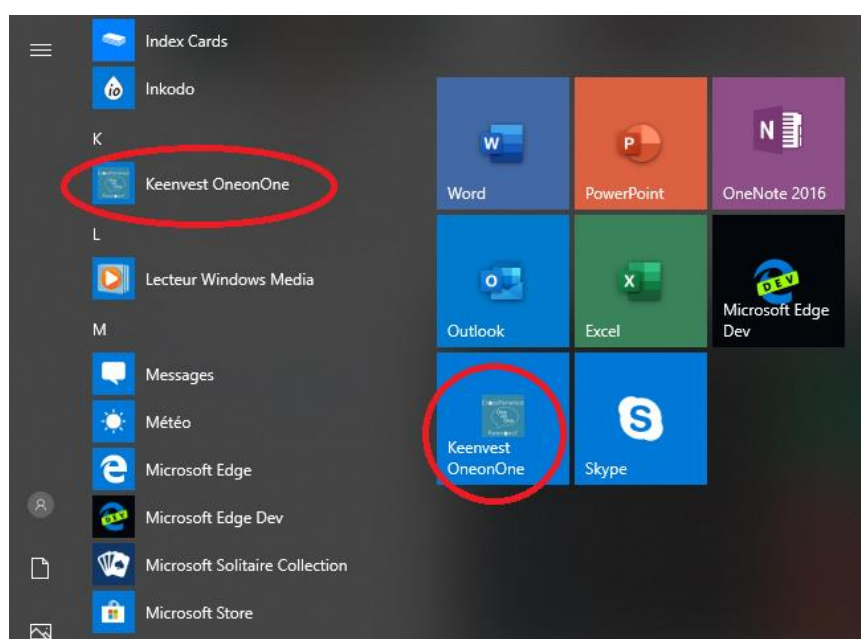 Index Cards
Inkodo
K
Keenvest OneonOne
L
Lecteur Windows Media
M
Messages
Météo
Microsoft Edge
Microsoft Edge Dev
Microsoft Solitaire Collection
Microsoft Store
Word
PowerPoint
OneNote 2016
Outlook
Excel
Microsoft Edge
Dev
Keenvest
OneonOne
Skype